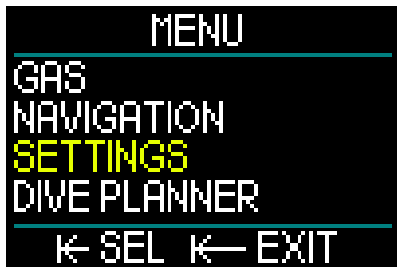 MENU
GAS
NAVIGATION
SETTINGS
DIVE PLANNER
SEL EXIT